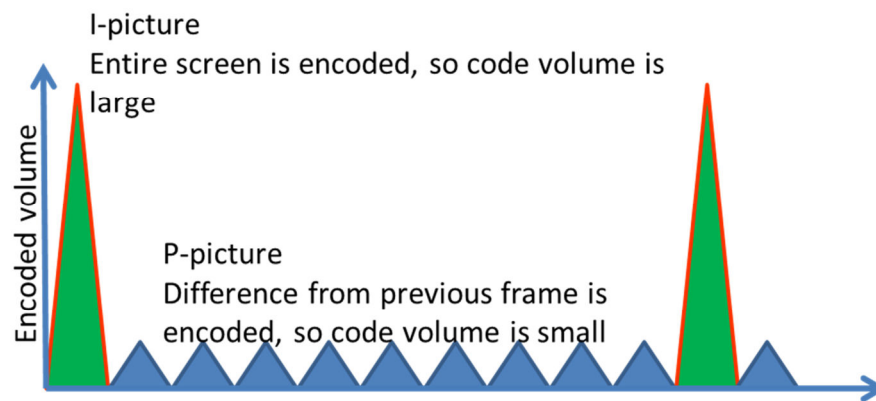 I-picture
Entire screen is encoded, so code volume is
large
Encoded volume
P-picture
Difference from previous frame is
encoded, so code volume is small